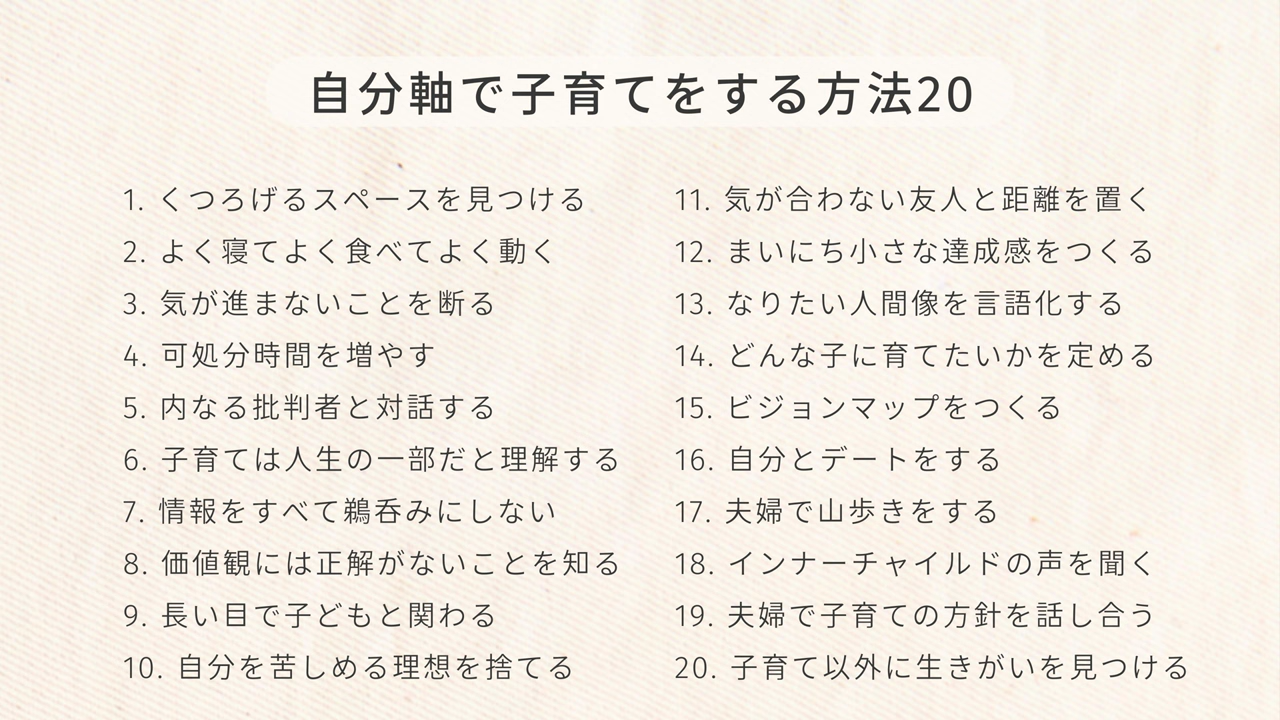 自分軸で子育てをする方法20
1. くつろげるスペースを見つける
2. よく寝てよく食べてよく動く
3. 気が進まないことを断る
4. 可処分時間を増やす
5. 内なる批判者と対話する
6. 子育ては人生の一部だと理解する
7. 情報をすべて鵜呑みにしない
8. 価値観には正解がないことを知る
9. 長い目で子どもと関わる
10. 自分を苦しめる理想を捨てる
11. 気が合わない友人と距離を置く
12. まいにち小さな達成感をつくる
13. なりたい人間像を言語化する
14. どんな子に育てたいかを定める
15. ビジョンマップをつくる
16. 自分とデートをする
17. 夫婦で山歩きをする
18. インナーチャイルドの声を聞く
19. 夫婦で子育ての方針を話し合う
20. 子育て以外に生きがいを見つける